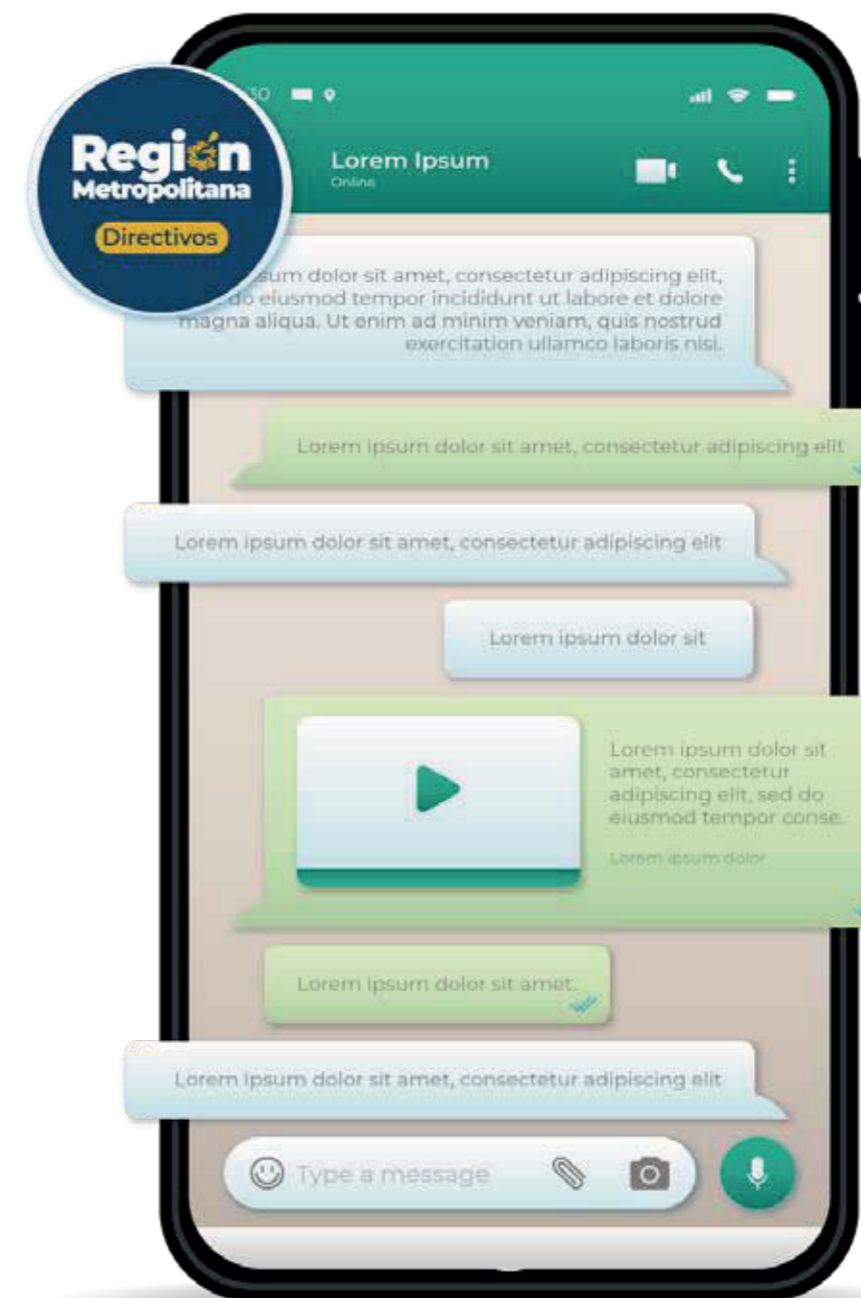 30
Región
Metropolitana
Directivos
Lorem Ipsum
Online
sum dolor sit amet, consectetur adipiscing elit,
do eiusmod tempor incididunt ut labore et dolore
magna aliqua. Ut enim ad minim veniam, quis nostrud
exercitation ullamco laboris nisi.
Lorem ipsum dolor sit amet, consectetur adipiscing elit
Lorem ipsum dolor sit amet, consectetur adipiscing elit
Lorem ipsum dolor sit
Lorem ipsum dolor sit
amet, consectetur
adipiscing elit, sed do
eiusmod tempor conse.
Lorem ipsum dolor
Lorem ipsum dolor sit amet.
Lorem ipsum dolor sit amet, consectetur adipiscing elit
Type a message